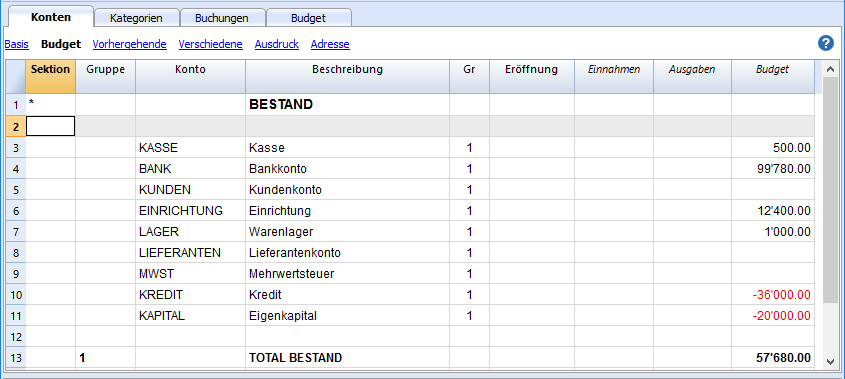 Konten Kategorien Buchungen Budget
Basis Budget Vorhergehende Verschiedene Ausdruck Adresse ?
Sektion Gruppe Konto Beschreibung Gr Eröffnung Einnahmen Ausgaben Budget
1 * BESTAND
2
3 KASSE Kasse 1 500.00
4 BANK Bankkonto 1 99'780.00
5 KUNDEN Kundenkonto 1
6 EINRICHTUNG Einrichtung 1 12'400.00
7 LAGER Warenlager 1 1'000.00
8 LIEFERANTEN Lieferantenkonto 1
9 MWST Mehrwertsteuer 1
10 KREDIT Kredit 1 -36'000.00
11 KAPITAL Eigenkapital 1 -20'000.00
12
13 1 TOTAL BESTAND 57'680.00